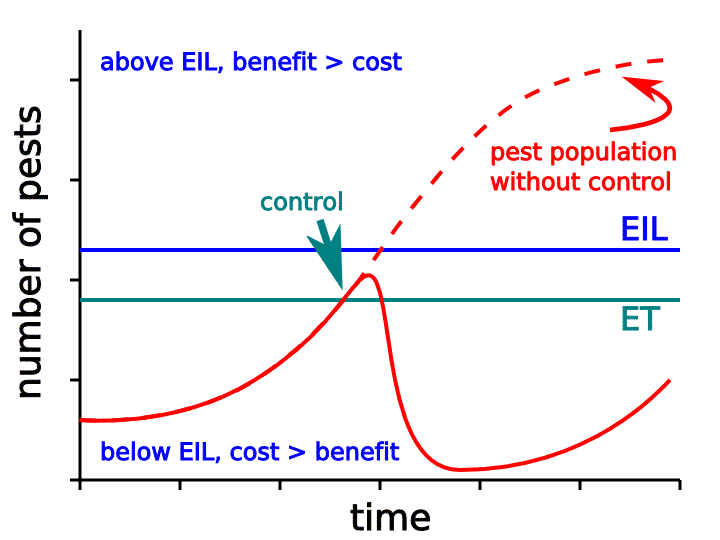 above EIL, benefit > cost
pest population
without control
control
EIL
ET
number of pests
below EIL, cost > benefit
time